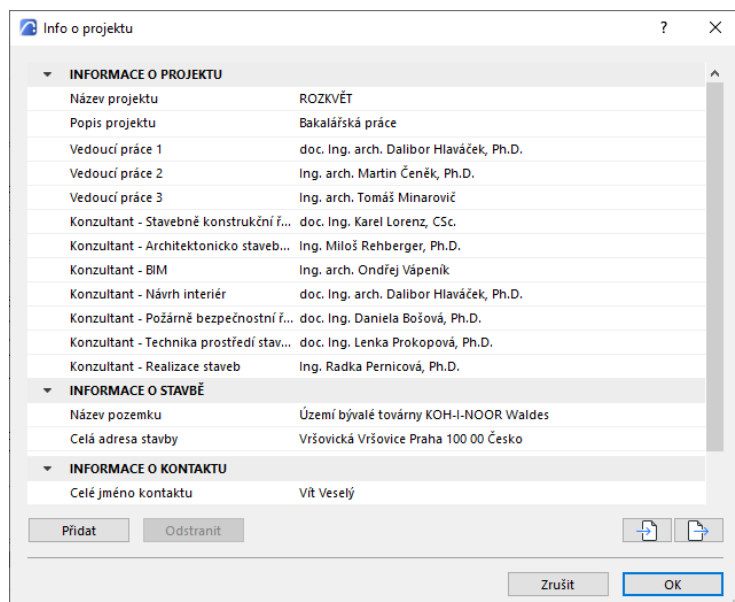 Info o projektu
INFORMACE O PROJEKTU
Název projektu ROZKVĚT
Popis projektu Bakalářská práce
Vedoucí práce 1 doc. Ing. arch. Dalibor Hlaváček, Ph.D.
Vedoucí práce 2 Ing. arch. Martin Čeněk, Ph.D.
Vedoucí práce 3 Ing. arch. Tomáš Minarovič
Konzultant - Stavebně konstrukční ř... doc. Ing. Karel Lorenz, CSc.
Konzultant - Architektonicko staveb... Ing. Miloš Rehberger, Ph.D.
Konzultant - BIM Ing. arch. Ondřej Vápeník
Konzultant - Návrh interiér doc. Ing. arch. Dalibor Hlaváček, Ph.D.
Konzultant - Požárně bezpečnostní ř... doc. Ing. Daniela Bošová, Ph.D.
Konzultant - Technika prostředí stav... doc. Ing. Lenka Prokopová, Ph.D.
Konzultant - Realizace staveb Ing. Radka Pernicová, Ph.D.
INFORMACE O STAVBĚ
Název pozemku Území bývalé továrny KOH-I-NOOR Waldes
Celá adresa stavby Vršovická Vršovice Praha 100 00 Česko
INFORMACE O KONTAKTU
Celé jméno kontaktu Vít Veselý
Přidat Odstranit
Zrušit OK